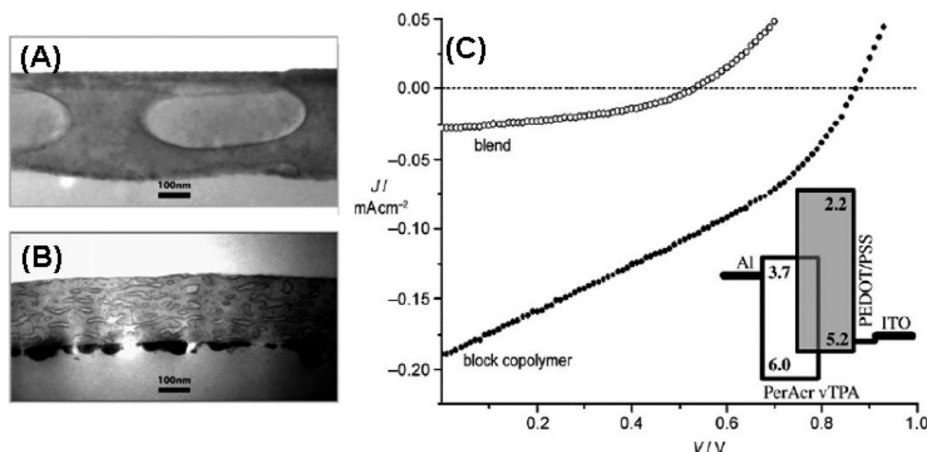 (A)
100nm
(B)
100nm
(C)
0.05
0.00
−0.05
J /
mAcm⁻²
−0.10
−0.15
−0.20
blend
block copolymer
2.2
Al
3.7
PEDOT/PSS
ITO
5.2
6.0
PerAcr vTPA
0.2
0.4
0.6
0.8
1.0
V / V